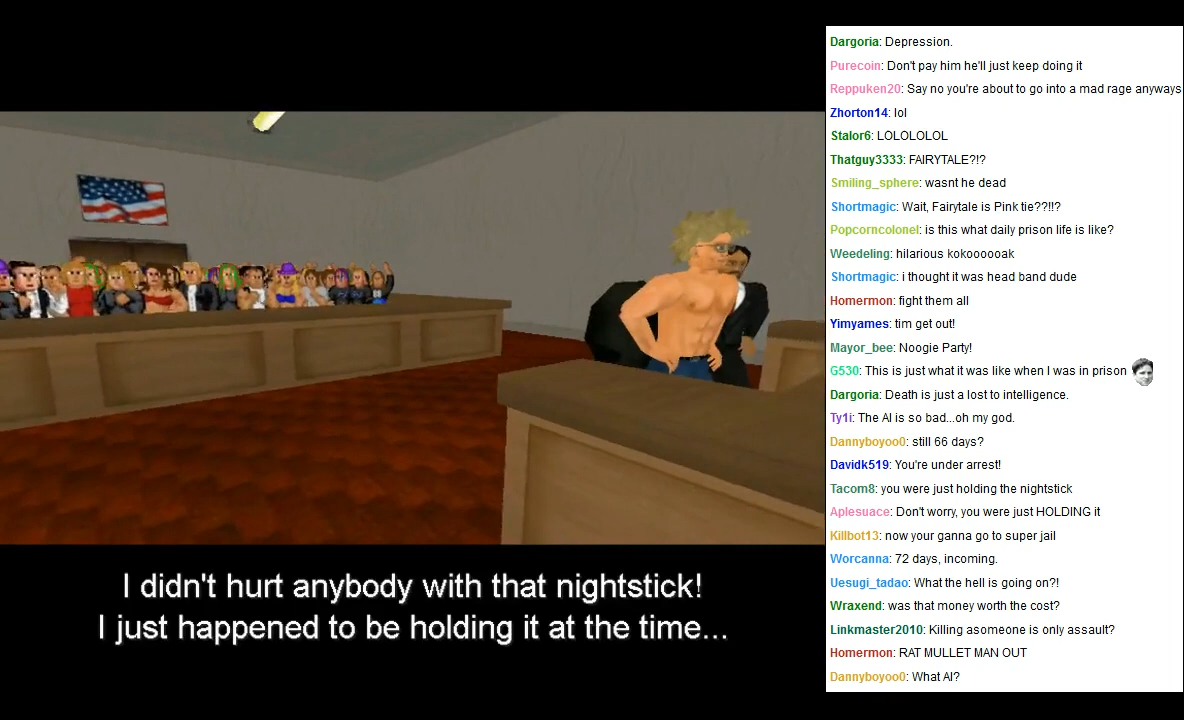 Dargoria: Depression.
Purecoin: Don't pay him he'll just keep doing it
Reppuken20: Say no you're about to go into a mad rage anyways
Zhorton14: lol
Stalor6: LOLOLOLOL
Thatguy3333: FAIRYTALE?!?
Smiling_sphere: wasnt he dead
Shortmagic: Wait, Fairytale is Pink tie??!!?
Popcorncolonel: is this what daily prison life is like?
Weedeling: hilarious kokoooooak
Shortmagic: i thought it was head band dude
Homermon: fight them all
Yimyames: tim get out!
Mayor_bee: Noogie Party!
G530: This is just what it was like when I was in prison
Dargoria: Death is just a lost to intelligence.
Ty1i: The AI is so bad...oh my god.
Dannyboyoo0: still 66 days?
Davidk519: You're under arrest!
Tacom8: you were just holding the nightstick
Aplesuace: Don't worry, you were just HOLDING it
Killbot13: now your ganna go to super jail
Worcanna: 72 days, incoming.
Uesugi_tadao: What the hell is going on?!
Wraxend: was that money worth the cost?
Linkmaster2010: Killing asomeone is only assault?
Homermon: RAT MULLET MAN OUT
Dannyboyoo0: What AI?
I didn't hurt anybody with that nightstick!
I just happened to be holding it at the time...